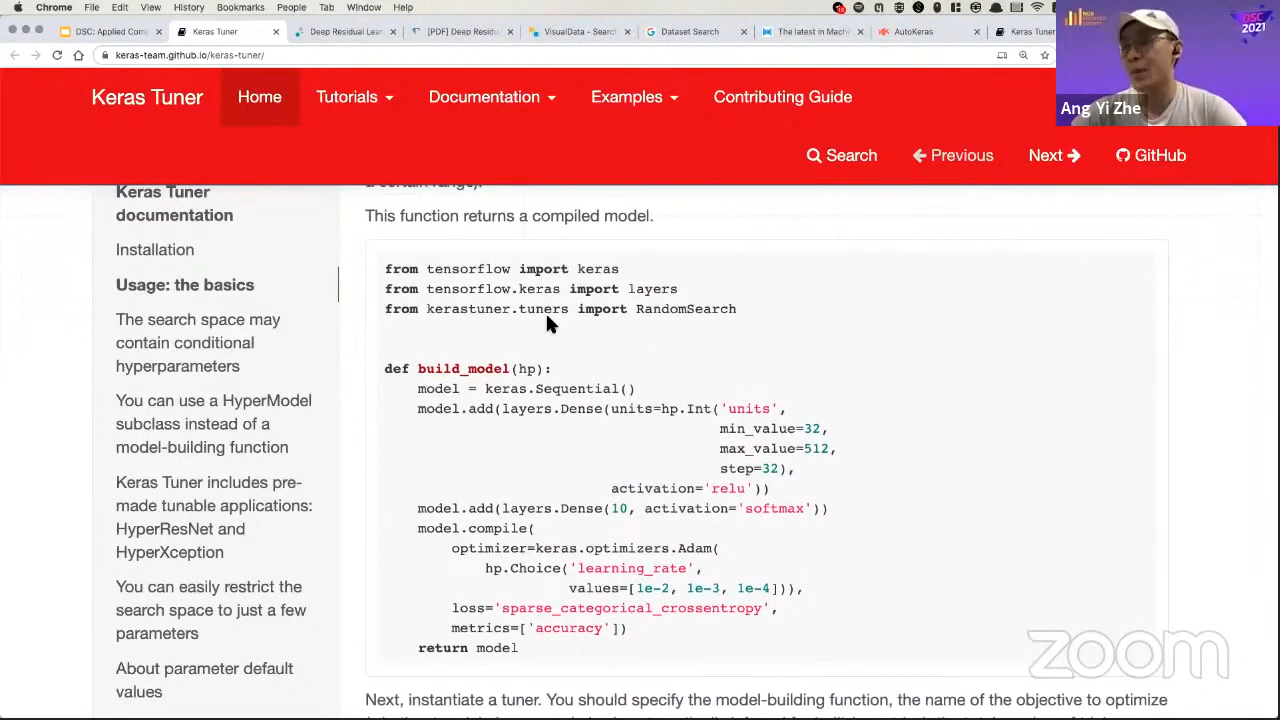 Chrome File Edit View History Bookmarks People Tab Window Help
DSC: Applied Comp
Keras Tuner
Deep Residual Lea
[PDF] Deep Residu
VisualData - Searc
Dataset Search
The latest in Machi
AutoKeras
Keras Tuner
keras-team.github.io/keras-tuner/
DSC
2021
Ang Yi Zhe
Keras Tuner Home Tutorials Documentation Examples Contributing Guide
Search Previous Next GitHub
Keras Tuner
documentation
Installation
Usage: the basics
The search space may
contain conditional
hyperparameters
You can use a HyperModel
subclass instead of a
model-building function
Keras Tuner includes pre-
made tunable applications:
HyperResNet and
HyperXception
You can easily restrict the
search space to just a few
parameters
About parameter default
values
This function returns a compiled model.
from tensorflow import keras
from tensorflow.keras import layers
from kerastuner.tuners import RandomSearch
def build_model(hp):
model = keras.Sequential()
model.add(layers.Dense(units=hp.Int('units',
min_value=32,
max_value=512,
step=32),
activation='relu'))
model.add(layers.Dense(10, activation='softmax'))
model.compile(
optimizer=keras.optimizers.Adam(
hp.Choice('learning_rate',
values=[1e-2, 1e-3, 1e-4])),
loss='sparse_categorical_crossentropy',
metrics=['accuracy'])
return model
Next, instantiate a tuner. You should specify the model-building function, the name of the objective to optimize
zoom